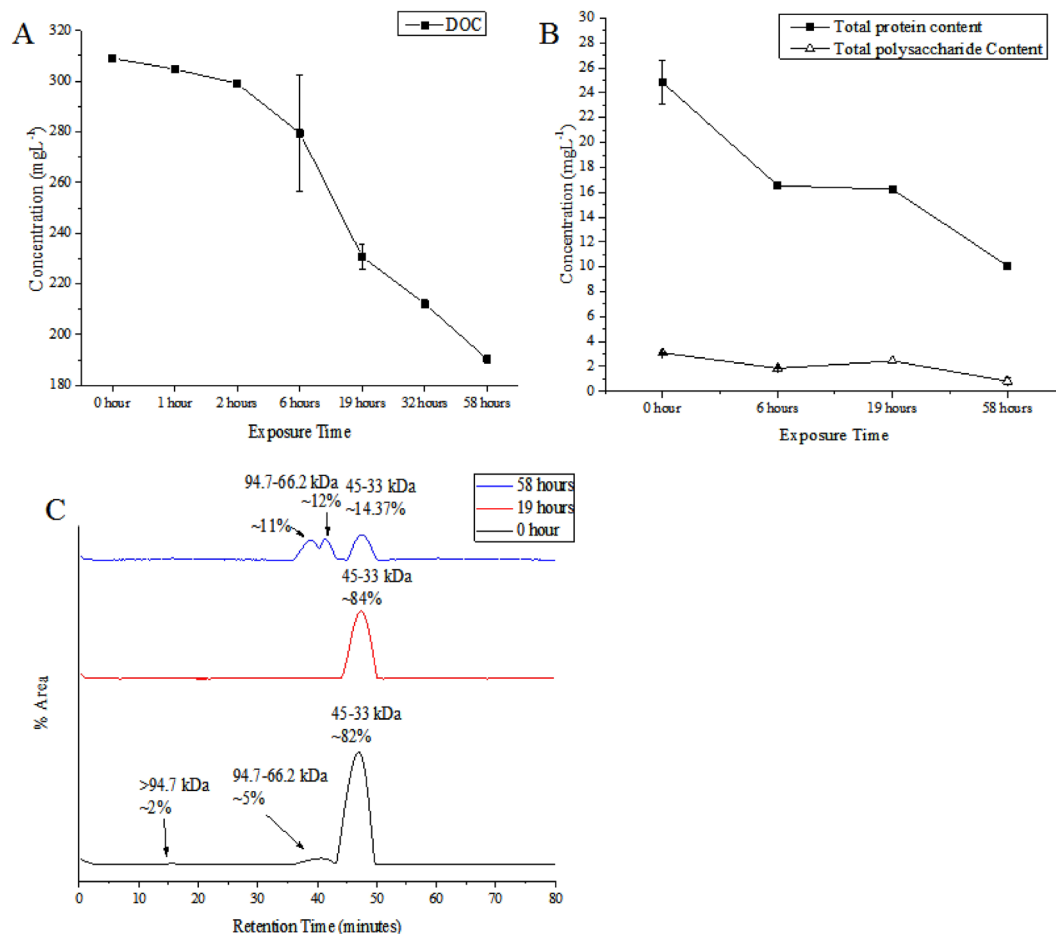 A
DOC
320
300
280
260
240
220
200
180
Concentration (mgL⁻¹)
0 hour 1 hour 2 hours 6 hours 19 hours 32 hours 58 hours
Exposure Time
B
Total protein content
Total polysaccharide Content
30
28
26
24
22
20
18
16
14
12
10
8
6
4
2
0
Concentration (mgL⁻¹)
0 hour 6 hours 19 hours 58 hours
Exposure Time
C
58 hours
19 hours
0 hour
94.7-66.2 kDa
~12%
~11%
45-33 kDa
~14.37%
45-33 kDa
~84%
45-33 kDa
~82%
>94.7 kDa
~2%
94.7-66.2 kDa
~5%
% Area
0 10 20 30 40 50 60 70 80
Retention Time (minutes)